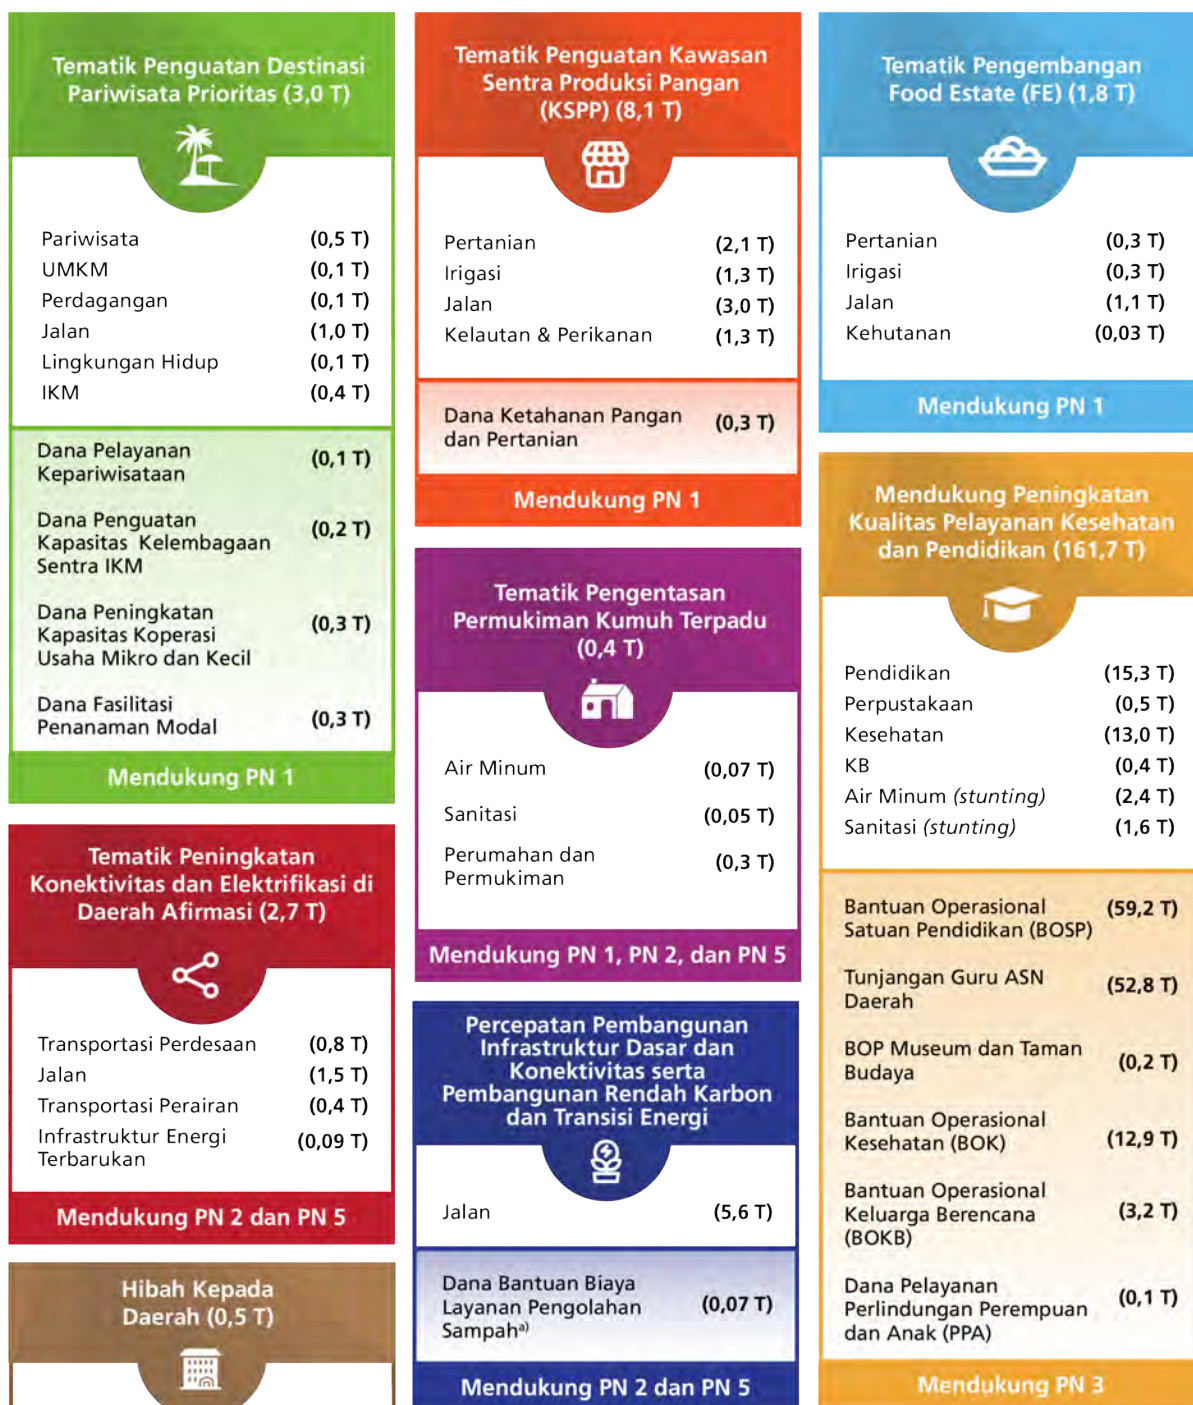 Tematik Penguatan Destinasi
Pariwisata Prioritas (3,0 T)
Pariwisata (0,5 T)
UMKM (0,1 T)
Perdagangan (0,1 T)
Jalan (1,0 T)
Lingkungan Hidup (0,1 T)
IKM (0,4 T)
Dana Pelayanan
Kepariwisataan (0,1 T)
Dana Penguatan
Kapasitas Kelembagaan (0,2 T)
Sentra IKM
Dana Peningkatan
Kapasitas Koperasi (0,3 T)
Usaha Mikro dan Kecil
Dana Fasilitasi
Penanaman Modal (0,3 T)
Mendukung PN 1
Tematik Peningkatan
Konektivitas dan Elektrifikasi di
Daerah Afirmasi (2,7 T)
Transportasi Perdesaan (0,8 T)
Jalan (1,5 T)
Transportasi Perairan (0,4 T)
Infrastruktur Energi (0,09 T)
Terbarukan
Mendukung PN 2 dan PN 5
Hibah Kepada
Daerah (0,5 T)
Tematik Penguatan Kawasan
Sentra Produksi Pangan
(KSPP) (8,1 T)
Pertanian (2,1 T)
Irigasi (1,3 T)
Jalan (3,0 T)
Kelautan & Perikanan (1,3 T)
Dana Ketahanan Pangan (0,3 T)
dan Pertanian
Mendukung PN 1
Tematik Pengentasan
Permukiman Kumuh Terpadu
(0,4 T)
Air Minum (0,07 T)
Sanitasi (0,05 T)
Perumahan dan (0,3 T)
Permukiman
Mendukung PN 1, PN 2, dan PN 5
Percepatan Pembangunan
Infrastruktur Dasar dan
Konektivitas serta
Pembangunan Rendah Karbon
dan Transisi Energi
Jalan (5,6 T)
Dana Bantuan Biaya
Layanan Pengolahan (0,07 T)
Sampah a)
Mendukung PN 2 dan PN 5
Tematik Pengembangan
Food Estate (FE) (1,8 T)
Pertanian (0,3 T)
Irigasi (0,3 T)
Jalan (1,1 T)
Kehutanan (0,03 T)
Mendukung PN 1
Mendukung Peningkatan
Kualitas Pelayanan Kesehatan
dan Pendidikan (161,7 T)
Pendidikan (15,3 T)
Perpustakaan (0,5 T)
Kesehatan (13,0 T)
KB (0,4 T)
Air Minum (stunting) (2,4 T)
Sanitasi (stunting) (1,6 T)
Bantuan Operasional (59,2 T)
Satuan Pendidikan (BOSP)
Tunjangan Guru ASN (52,8 T)
Daerah
BOP Museum dan Taman (0,2 T)
Budaya
Bantuan Operasional
Kesehatan (BOK) (12,9 T)
Bantuan Operasional
Keluarga Berencana (3,2 T)
(BOKB)
Dana Pelayanan
Perlindungan Perempuan (0,1 T)
dan Anak (PPA)
Mendukung PN 3